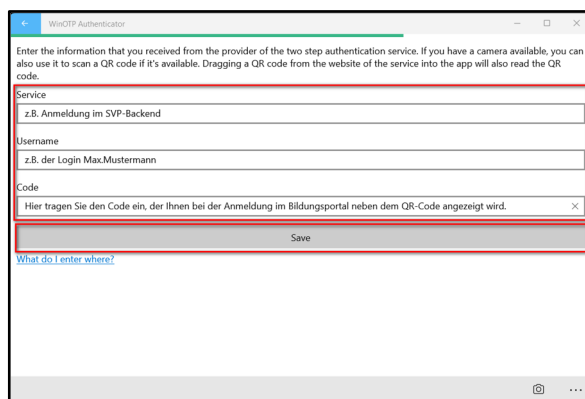 WinOTP Authenticator
Enter the information that you received from the provider of the two step authentication service. If you have a camera available, you can
also use it to scan a QR code if it's available. Dragging a QR code from the website of the service into the app will also read the QR
code.
Service
z.B. Anmeldung im SVP-Backend
Username
z.B. der Login Max.Mustermann
Code
Hier tragen Sie den Code ein, der Ihnen bei der Anmeldung im Bildungsportal neben dem QR-Code angezeigt wird.
Save
What do I enter where?